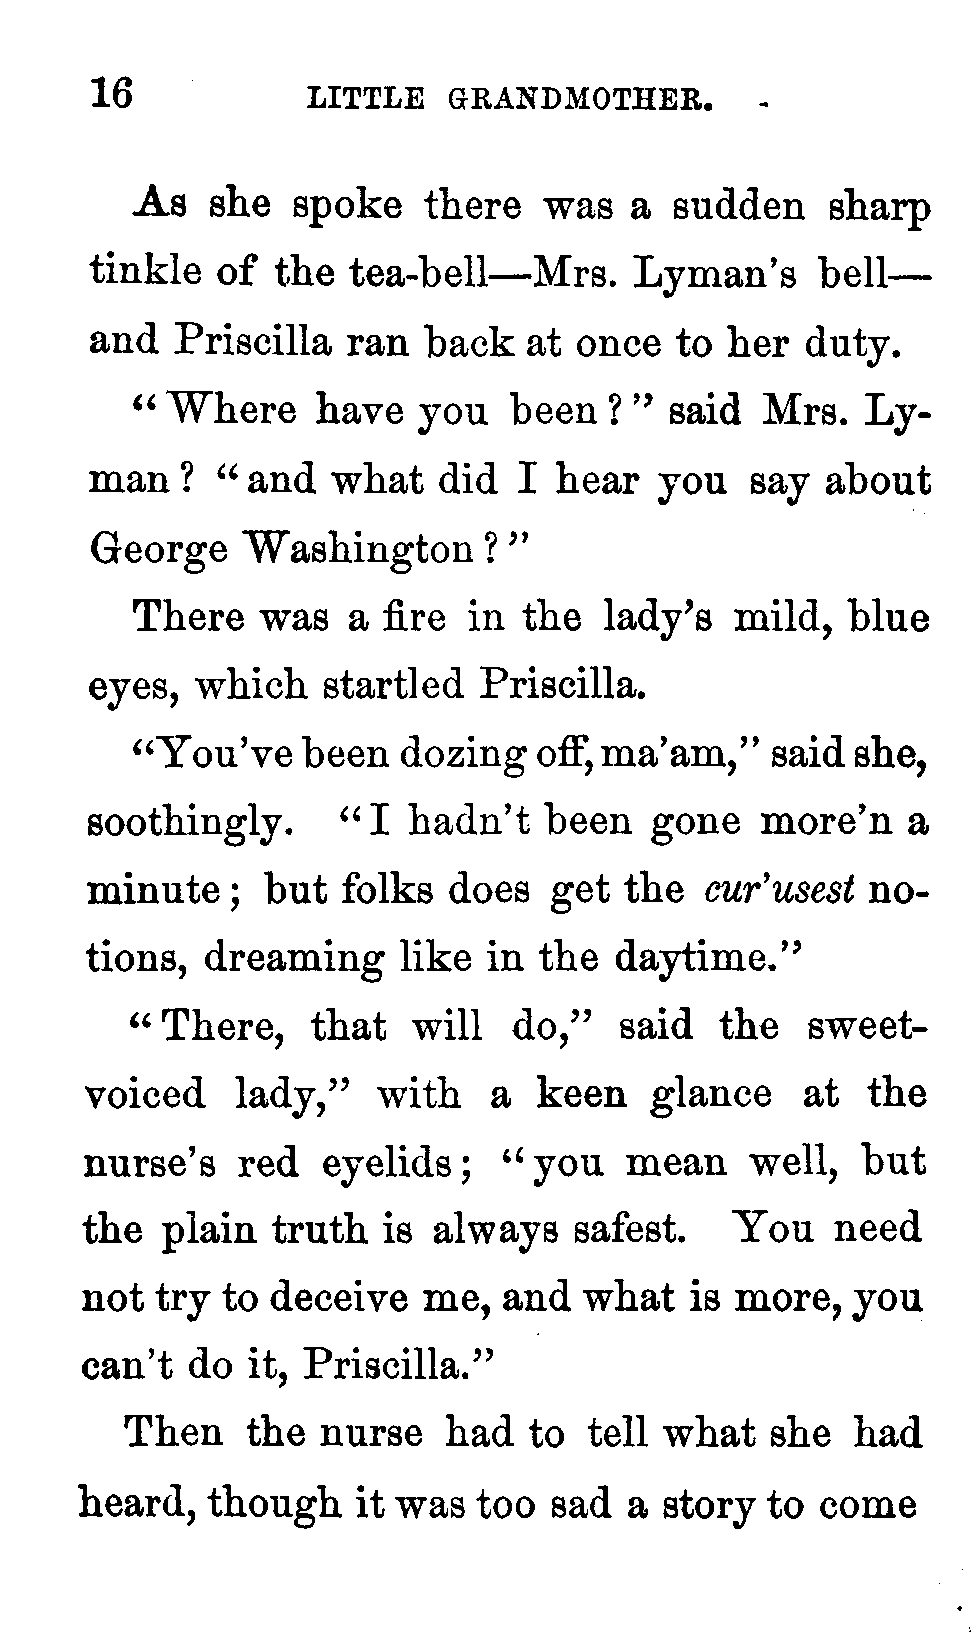 16 LITTLE GRANDMOTHER.
As she spoke there was a sudden sharp
tinkle of the tea-bell—Mrs. Lyman's bell—
and Priscilla ran back at once to her duty.
"Where have you been?" said Mrs. Ly-
man? "and what did I hear you say about
George Washington?"
There was a fire in the lady's mild, blue
eyes, which startled Priscilla.
"You've been dozing off, ma'am," said she,
soothingly. "I hadn't been gone more'n a
minute; but folks does get the cur'usest no-
tions, dreaming like in the daytime."
"There, that will do," said the sweet-
voiced lady," with a keen glance at the
nurse's red eyelids; "you mean well, but
the plain truth is always safest. You need
not try to deceive me, and what is more, you
can't do it, Priscilla."
Then the nurse had to tell what she had
heard, though it was too sad a story to come